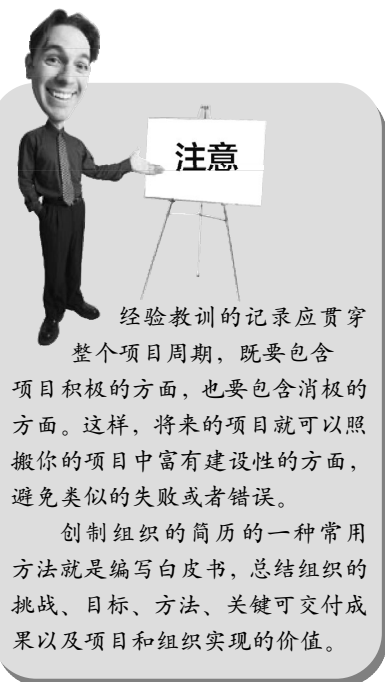 注意
经验教训的记录应贯穿
整个项目周期，既要包含
项目积极的方面，也要包含消极的
方面。这样，将来的项目就可以照
搬你的项目中富有建设性的方面，
避免类似的失败或者错误。
创制组织的简历的一种常用
方法就是编写白皮书，总结组织的
挑战、目标、方法、关键可交付成
果以及项目和组织实现的价值。